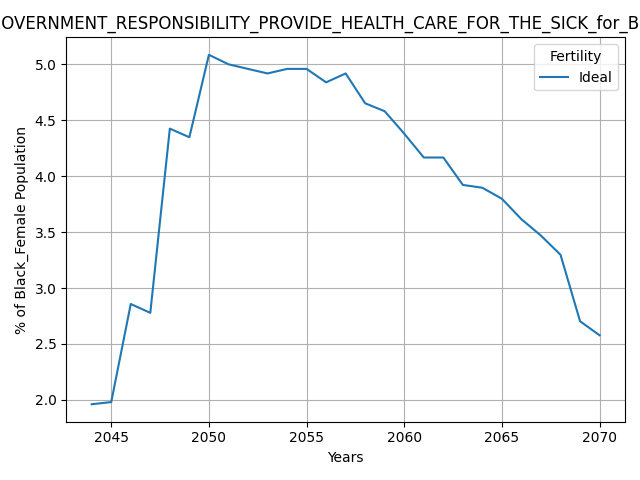 OVERNMENT_RESPONSIBILITY_PROVIDE_HEALTH_CARE_FOR_THE_SICK_for_B
Fertility
Ideal
5.0
4.5
4.0
3.5
3.0
2.5
2.0
% of Black_Female Population
2045 2050 2055 2060 2065 2070
Years